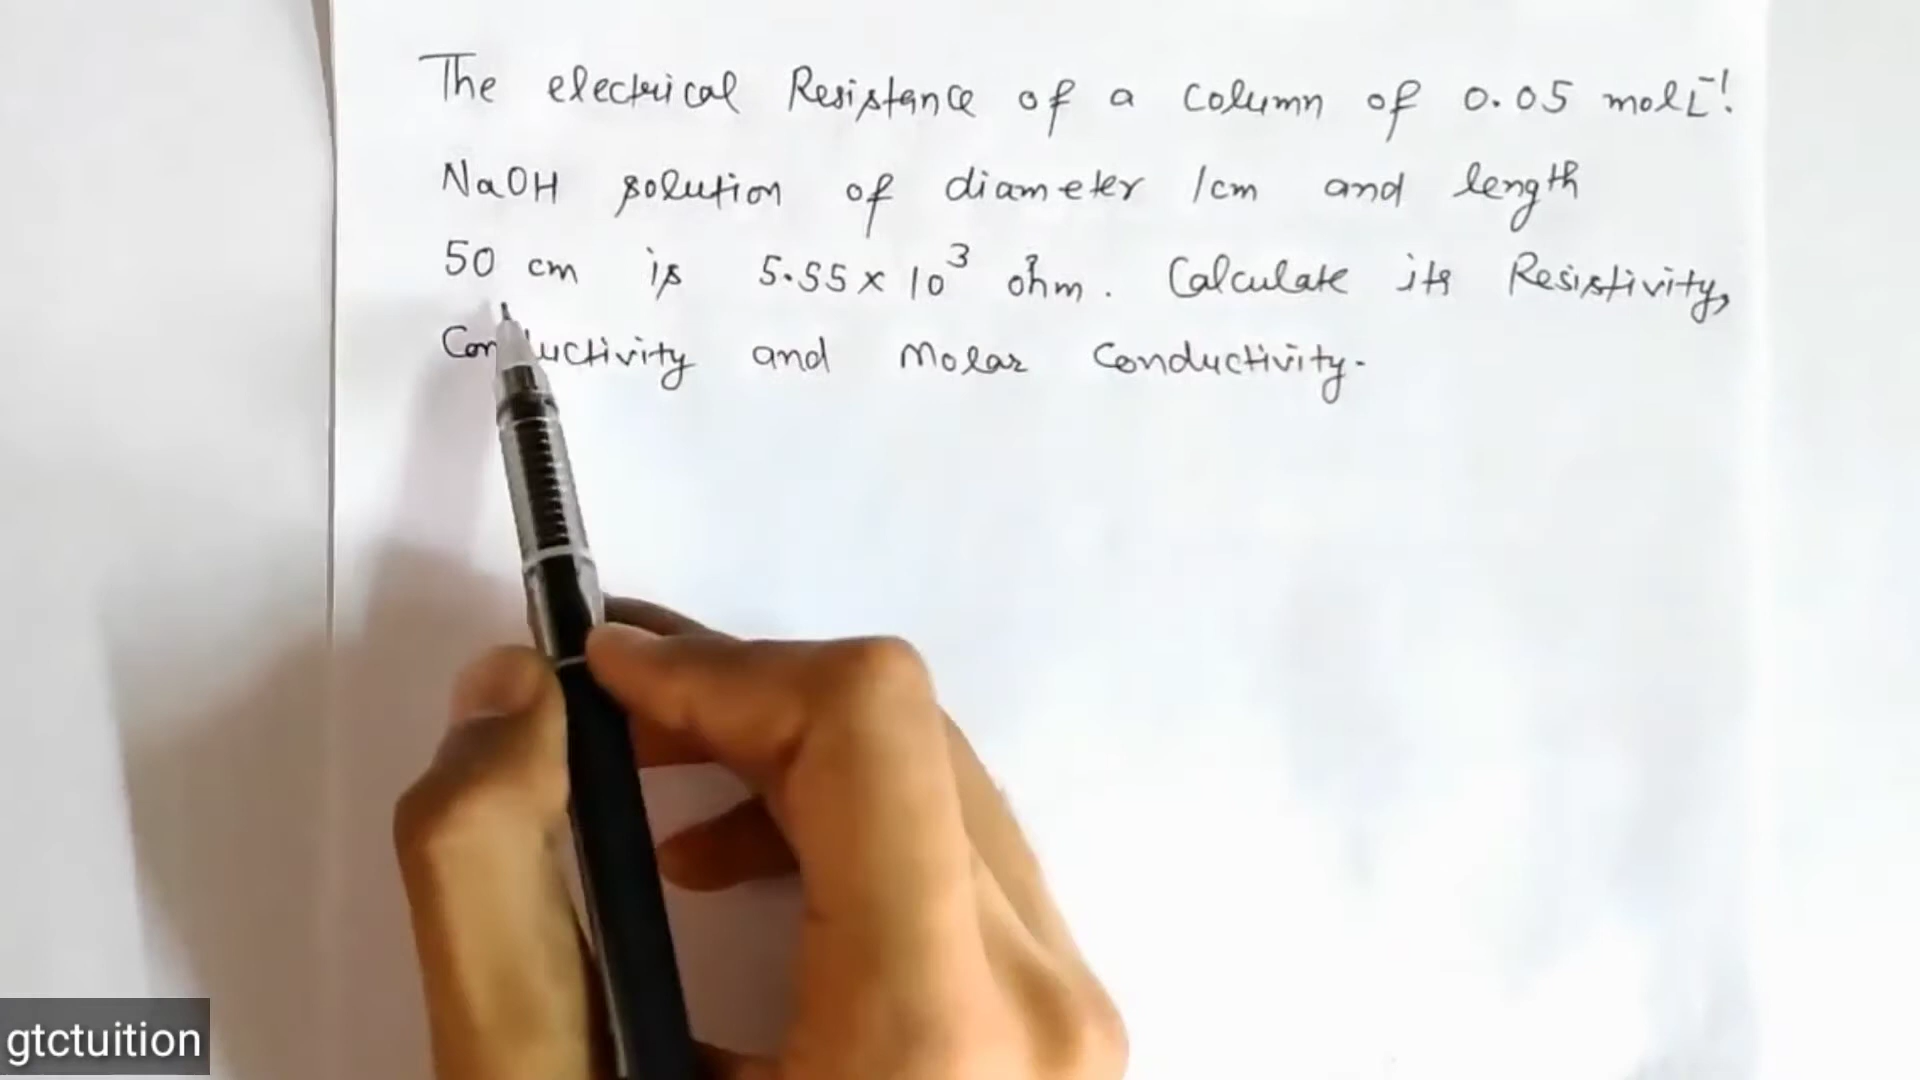 The electrical Resistance of a column of 0.05 mol L⁻¹.
NaOH solution of diameter 1cm and length
50 cm is 5.55 × 10³ ohm. Calculate its Resistivity,
Conductivity and Molar Conductivity.
gtctuition